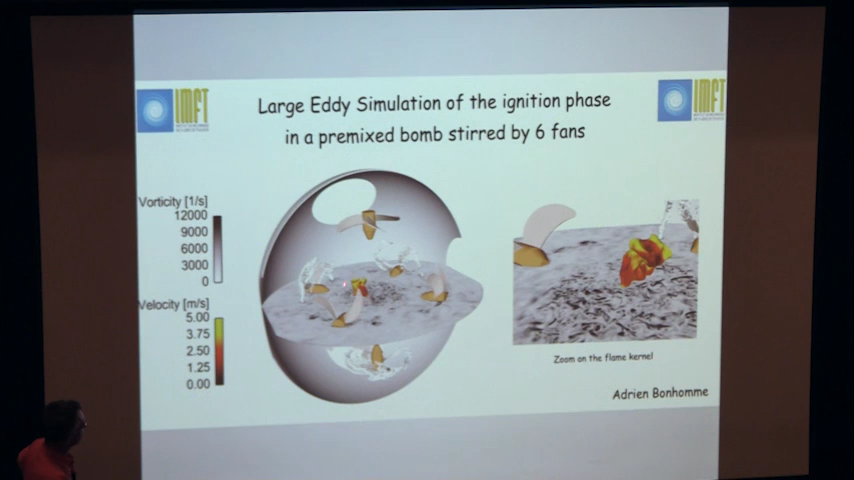 IMFT
IMFT
Large Eddy Simulation of the ignition phase
in a premixed bomb stirred by 6 fans
Vorticity [1/s]
12000
9000
6000
3000
0
Velocity [m/s]
5.00
3.75
2.50
1.25
0.00
Zoom on the flame kernel
Adrien Bonhomme